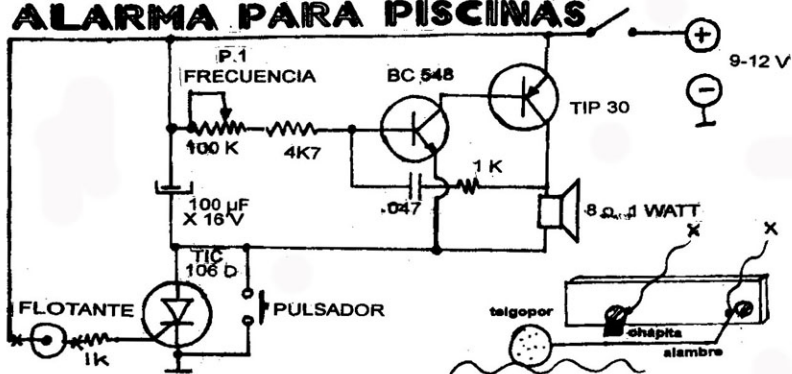 ALARMA PARA PISCINAS
P.1
FRECUENCIA
100 K
4K7
BC 548
TIP 30
+
9-12 V
−
1 K
.047
100 µF
X 16 V
8 Ω 1 WATT
TIC
106 D
FLOTANTE
PULSADOR
1K
X
X
telgopor
chapita
alambre